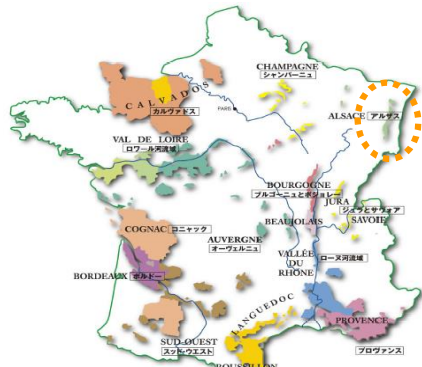 CHAMPAGNE
シャンパーニュ
CALVADOS
カルヴァドス
PARIS
ALSACE アルザス
VAL DE LOIRE
ロワール河流域
BOURGOGNE
ブルゴーニュとボジョレー
JURA
ジュラとサヴォア
SAVOIE
BEAUJOLAIS
COGNAC コニャック
AUVERGNE
オーヴェルニュ
VALLÉE
DU
RHÔNE
ローヌ河流域
BORDEAUX ボルドー
LANGUEDOC
PROVENCE
プロヴァンス
SUD-OUEST
スッド・ウエスト
ROUSSILLON